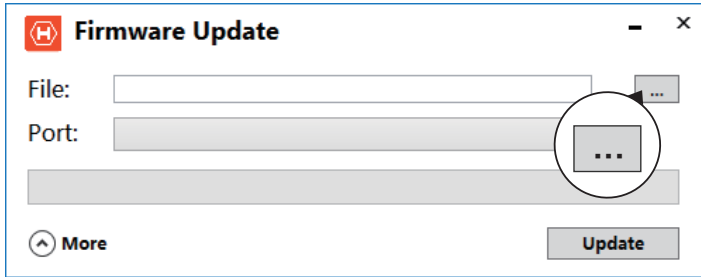 H Firmware Update
File:
...
Port:
...
More
Update